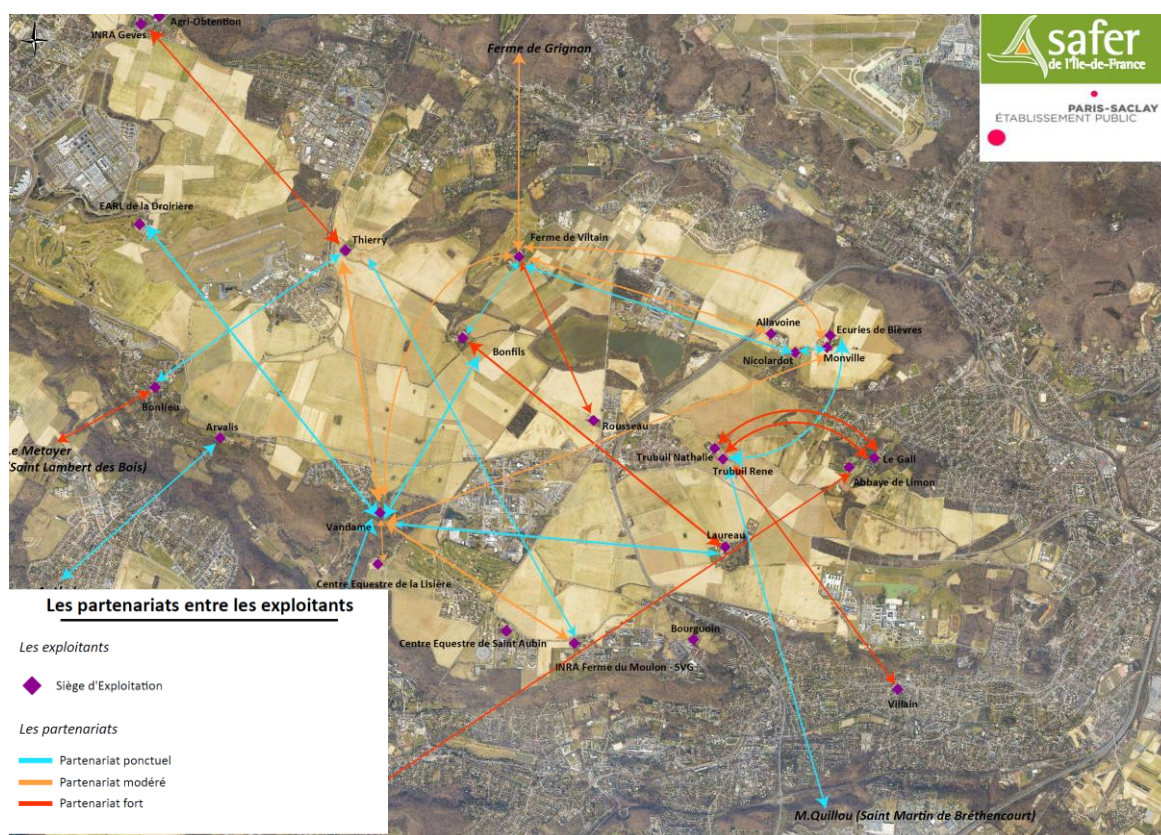 Agri-Obtention
INRA Geves
Ferme de Grignon
safer
de l'Île-de-France
PARIS-SACLAY
ÉTABLISSEMENT PUBLIC
EARL de la Droirière
Thierry
Ferme de Viltain
Allavoine
Ecuries de Bièvres
Bonfils
Nicolardot
Monville
Bonlieu
Arvalis
Rousseau
Le Metayer
(Saint Lambert des Bois)
Trubuil Nathalie
Trubuil Rene
Le Gall
Abbaye de Limon
Vandame
Laureau
Centre Equestre de la Lisière
Centre Equestre de Saint Aubin
Bourguoin
INRA Ferme du Moulon - SVG
Villain
M.Quillou (Saint Martin de Bréthencourt)
Les partenariats entre les exploitants
Les exploitants
Siège d'Exploitation
Les partenariats
Partenariat ponctuel
Partenariat modéré
Partenariat fort